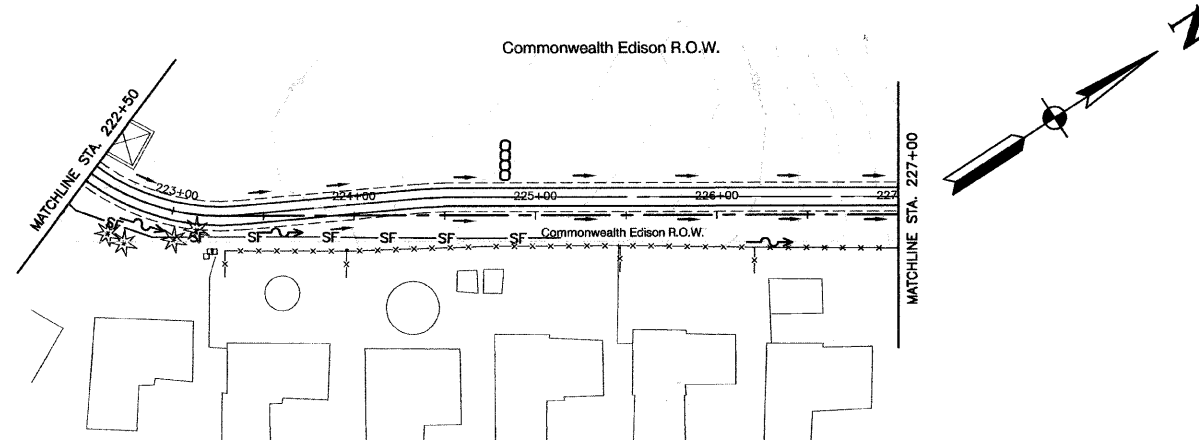 Commonwealth Edison R.O.W.
N
MATCHLINE STA. 222+50
223+00
224+00
225+00
226+00
227
MATCHLINE STA. 227+00
SF
SF
SF
SF
SF
SF
SF
Commonwealth Edison R.O.W.